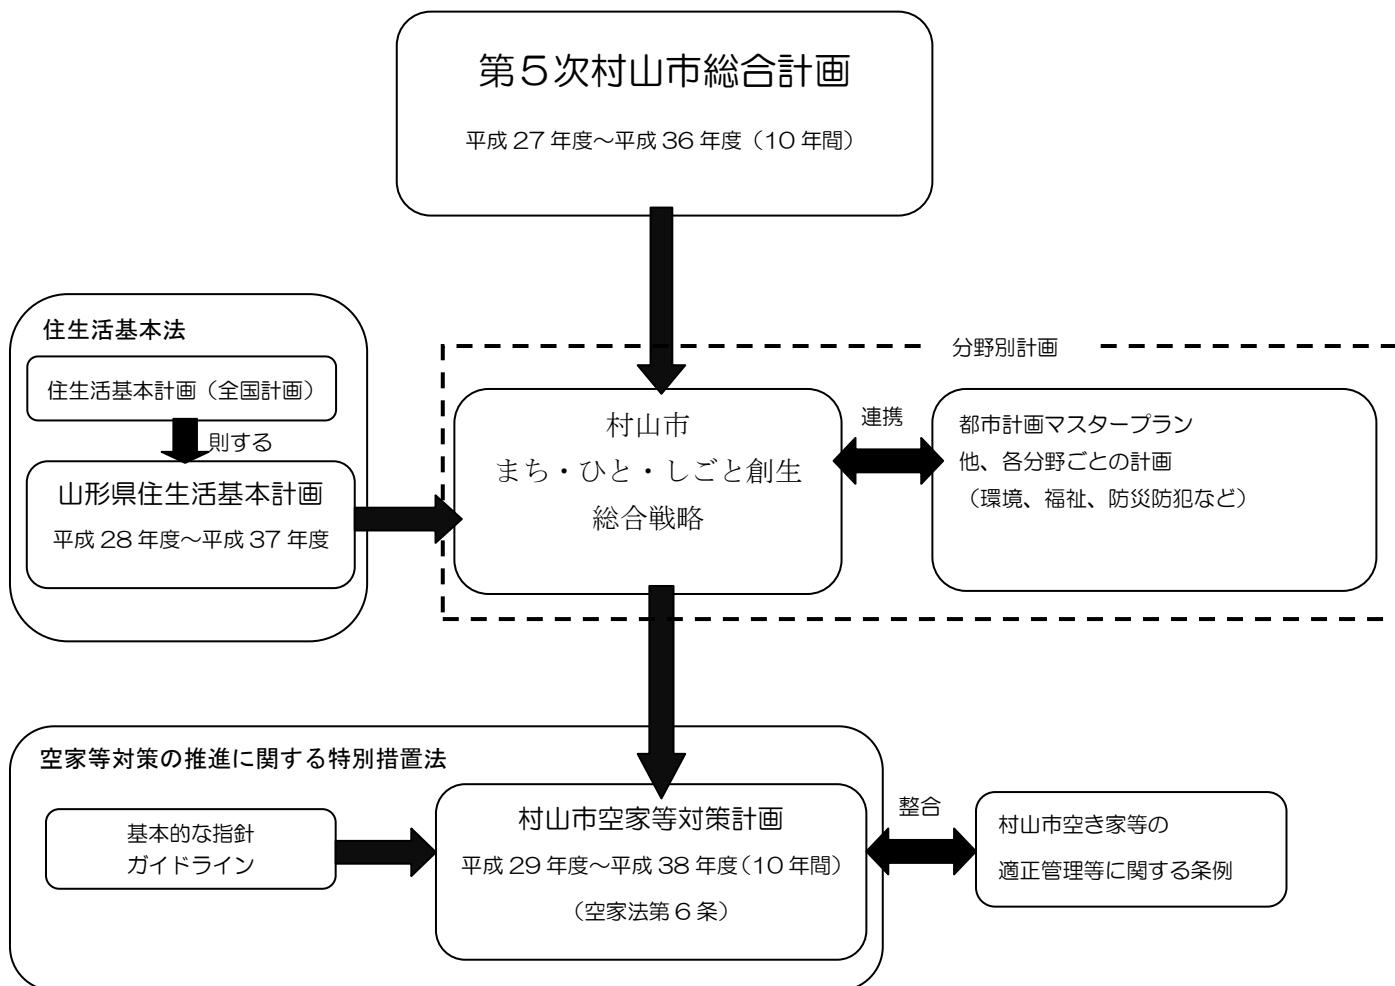 第５次村山市総合計画
平成 27 年度～平成 36 年度（10 年間）
住生活基本法
住生活基本計画（全国計画）
則する
山形県住生活基本計画
平成 28 年度～平成 37 年度
分野別計画
村山市
まち・ひと・しごと創生
総合戦略
連携
都市計画マスタープラン
他、各分野ごとの計画
（環境、福祉、防災防犯など）
空家等対策の推進に関する特別措置法
基本的な指針
ガイドライン
村山市空家等対策計画
平成 29 年度～平成 38 年度（10 年間）
（空家法第 6 条）
整合
村山市空き家等の
適正管理等に関する条例